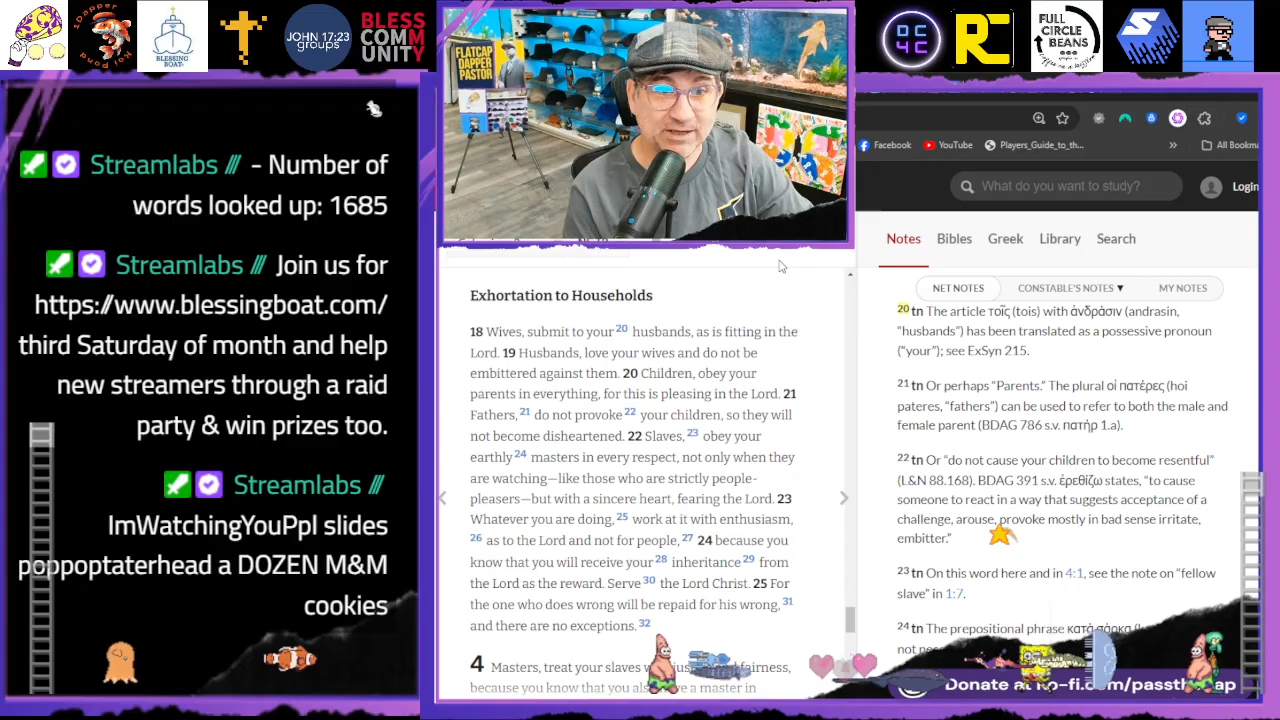 JOHN 17:23
groups
BLESS
COMM
UNITY
BLESSING
BOAT
1Dapper
Koi Pond
OC
4C
RC
FULL
CIRCLE
BEANS
FLATCAP
DAPPER
PASTOR
Streamlabs /// - Number of
words looked up: 1685
Streamlabs /// Join us for
https://www.blessingboat.com/
third Saturday of month and help
new streamers through a raid
party & win prizes too.
Streamlabs ///
ImWatchingYouPpl slides
poppoptaterhead a DOZEN M&M
cookies
Exhortation to Households
18 Wives, submit to your 20 husbands, as is fitting in the
Lord. 19 Husbands, love your wives and do not be
embittered against them. 20 Children, obey your
parents in everything, for this is pleasing in the Lord. 21
Fathers, 21 do not provoke 22 your children, so they will
not become disheartened. 22 Slaves, 23 obey your
earthly 24 masters in every respect, not only when they
are watching—like those who are strictly people-
pleasers—but with a sincere heart, fearing the Lord. 23
Whatever you are doing, 25 work at it with enthusiasm,
26 as to the Lord and not for people, 27 24 because you
know that you will receive your 28 inheritance 29 from
the Lord as the reward. Serve 30 the Lord Christ. 25 For
the one who does wrong will be repaid for his wrong, 31
and there are no exceptions. 32
4 Masters, treat your slaves fairness,
because you know that you a master in
Facebook YouTube Players_Guide_to_th... » All Bookma
What do you want to study? Login
Notes Bibles Greek Library Search
NET NOTES CONSTABLE'S NOTES ▼ MY NOTES
20 tn The article τοῖς (tois) with ἀνδράσιν (andrasin,
“husbands”) has been translated as a possessive pronoun
(“your”); see ExSyn 215.
21 tn Or perhaps “Parents.” The plural οἱ πατέρες (hoi
pateres, “fathers”) can be used to refer to both the male and
female parent (BDAG 786 s.v. πατήρ 1.a).
22 tn Or “do not cause your children to become resentful”
(L&N 88.168). BDAG 391 s.v. ἐρεθίζω states, “to cause
someone to react in a way that suggests acceptance of a
challenge, arouse, provoke mostly in bad sense irritate,
embitter.”
23 tn On this word here and in 4:1, see the note on “fellow
slave” in 1:7.
24 tn The prepositional phrase κατὰ σάρκα
Donate at ko-fi.com/passthecap